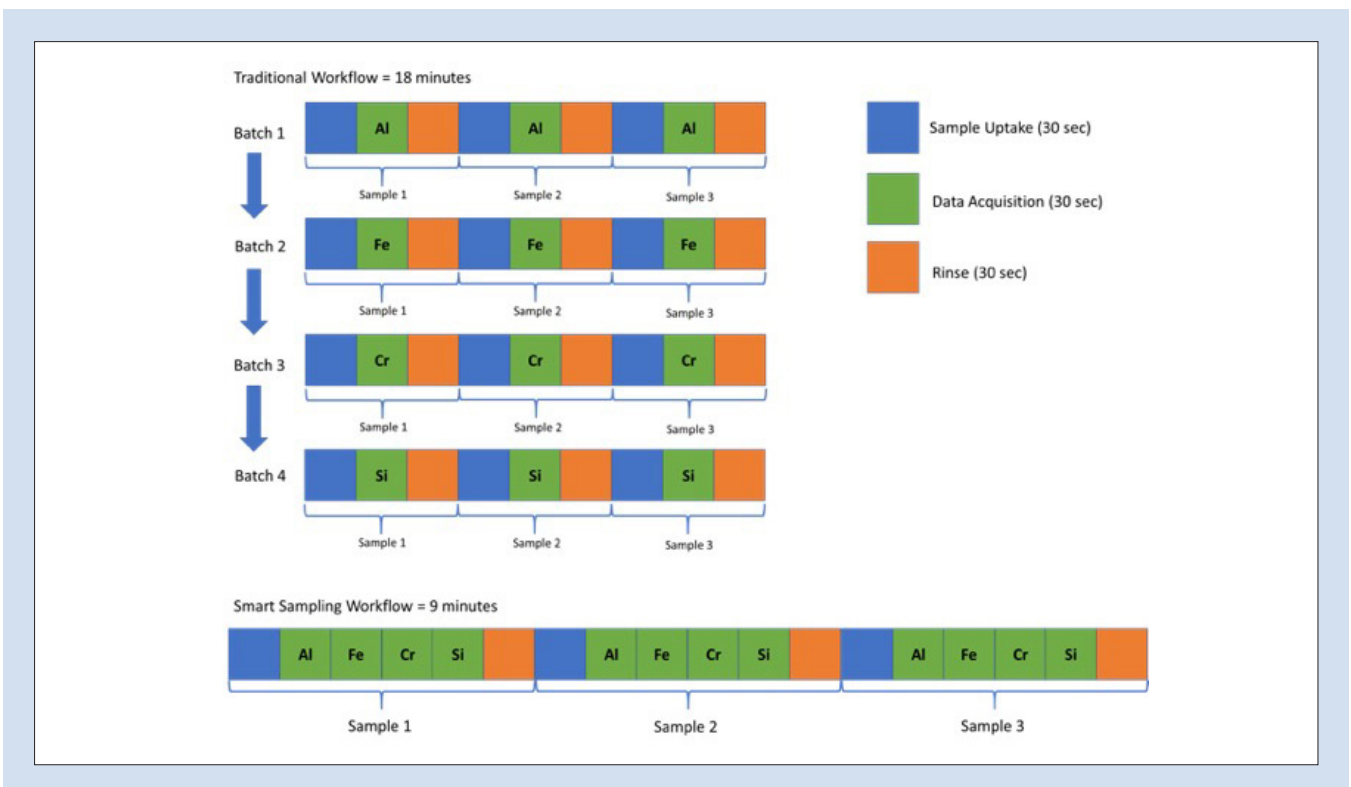 Traditional Workflow = 18 minutes
Batch 1
Al Al Al
Sample 1 Sample 2 Sample 3
Batch 2
Fe Fe Fe
Sample 1 Sample 2 Sample 3
Batch 3
Cr Cr Cr
Sample 1 Sample 2 Sample 3
Batch 4
Si Si Si
Sample 1 Sample 2 Sample 3
Sample Uptake (30 sec)
Data Acquisition (30 sec)
Rinse (30 sec)
Smart Sampling Workflow = 9 minutes
Al Fe Cr Si Al Fe Cr Si Al Fe Cr Si
Sample 1 Sample 2 Sample 3